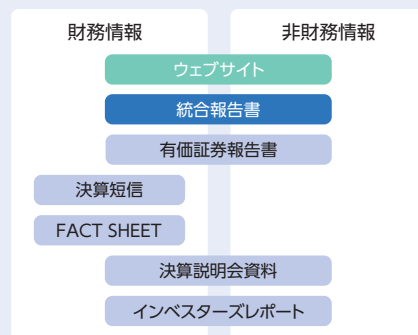 財務情報
非財務情報
ウェブサイト
統合報告書
有価証券報告書
決算短信
FACT SHEET
決算説明会資料
インベスターズレポート